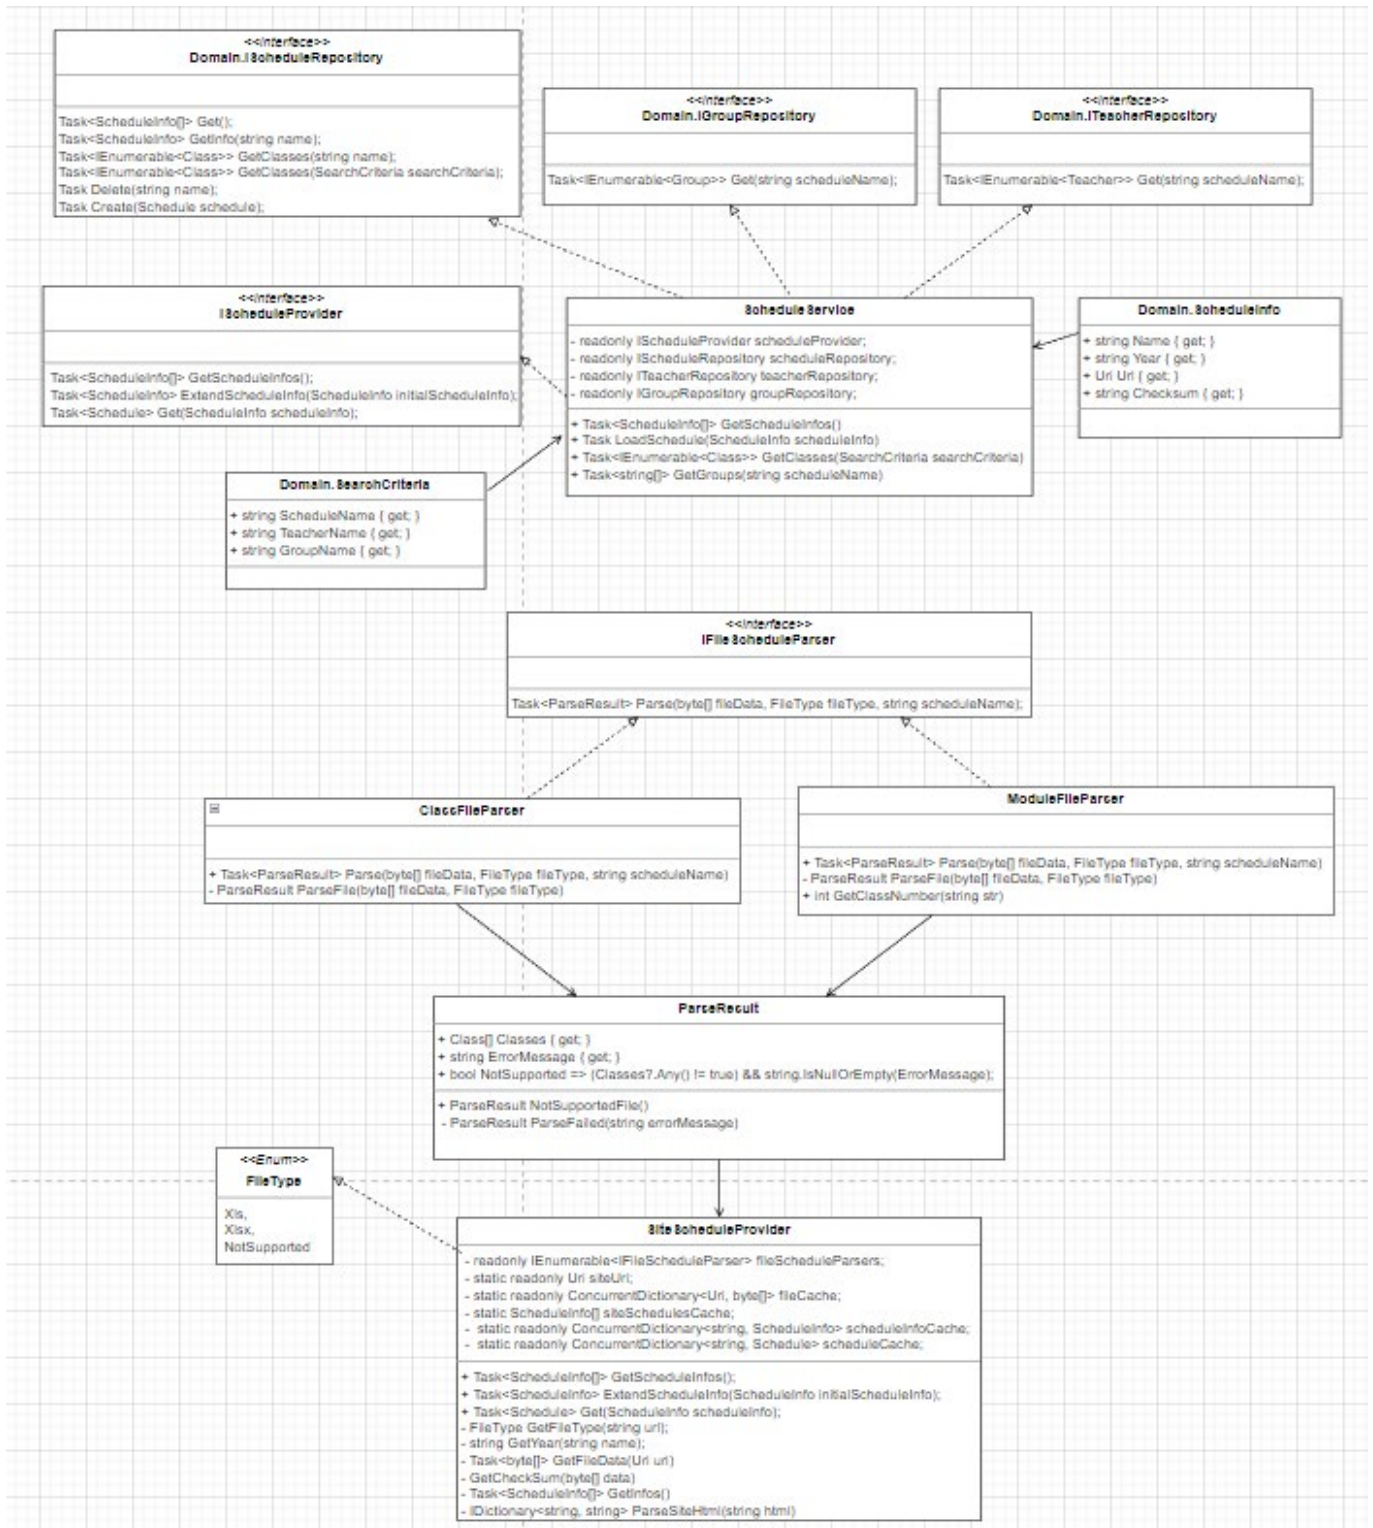 <<interface>>
Domain.IScheduleRepository
Task<ScheduleInfo[]> Get();
Task<ScheduleInfo> GetInfo(string name);
Task<IEnumerable<Class>> GetClasses(string name);
Task<IEnumerable<Class>> GetClasses(SearchCriteria searchCriteria);
Task Delete(string name);
Task Create(Schedule schedule);
<<interface>>
Domain.IGroupRepository
Task<IEnumerable<Group>> Get(string scheduleName);
<<interface>>
Domain.ITeacherRepository
Task<IEnumerable<Teacher>> Get(string scheduleName);
<<interface>>
IScheduleProvider
Task<ScheduleInfo[]> GetScheduleInfos();
Task<ScheduleInfo> ExtendScheduleInfo(ScheduleInfo initialScheduleInfo);
Task<Schedule> Get(ScheduleInfo scheduleInfo);
ScheduleService
- readonly IScheduleProvider scheduleProvider;
- readonly IScheduleRepository scheduleRepository;
- readonly ITeacherRepository teacherRepository;
- readonly IGroupRepository groupRepository;
+ Task<ScheduleInfo[]> GetScheduleInfos()
+ Task LoadSchedule(ScheduleInfo scheduleInfo)
+ Task<IEnumerable<Class>> GetClasses(SearchCriteria searchCriteria)
+ Task<string[]> GetGroups(string scheduleName)
Domain.ScheduleInfo
+ string Name { get; }
+ string Year { get; }
+ Uri Url { get; }
+ string Checksum { get; }
Domain.SearchCriteria
+ string ScheduleName { get; }
+ string TeacherName { get; }
+ string GroupName { get; }
<<interface>>
IFileScheduleParser
Task<ParseResult> Parse(byte[] fileData, FileType fileType, string scheduleName);
ClassFileParser
+ Task<ParseResult> Parse(byte[] fileData, FileType fileType, string scheduleName)
- ParseResult ParseFile(byte[] fileData, FileType fileType)
ModuleFileParser
+ Task<ParseResult> Parse(byte[] fileData, FileType fileType, string scheduleName)
- ParseResult ParseFile(byte[] fileData, FileType fileType)
+ int GetClassNumber(string str)
ParseResult
+ Class[] Classes { get; }
+ string ErrorMessage { get; }
+ bool NotSupported => (Classes?.Any() != true) && string.IsNullOrEmpty(ErrorMessage);
+ ParseResult NotSupportedFile()
- ParseResult ParseFailed(string errorMessage)
<<Enum>>
FileType
Xls,
Xlsx,
NotSupported
SiteScheduleProvider
- readonly IEnumerable<IFileScheduleParser> fileScheduleParsers;
- static readonly Uri siteUrl;
- static readonly ConcurrentDictionary<Uri, byte[]> fileCache;
- static ScheduleInfo[] siteSchedulesCache;
- static readonly ConcurrentDictionary<string, ScheduleInfo> scheduleInfoCache;
- static readonly ConcurrentDictionary<string, Schedule> scheduleCache;
+ Task<ScheduleInfo[]> GetScheduleInfos();
+ Task<ScheduleInfo> ExtendScheduleInfo(ScheduleInfo initialScheduleInfo);
+ Task<Schedule> Get(ScheduleInfo scheduleInfo);
- FileType GetFileType(string url);
- string GetYear(string name);
- Task<byte[]> GetFileData(Uri url)
- GetCheckSum(byte[] data)
- Task<ScheduleInfo[]> GetInfos()
- IDictionary<string, string> ParseSiteHtml(string html)